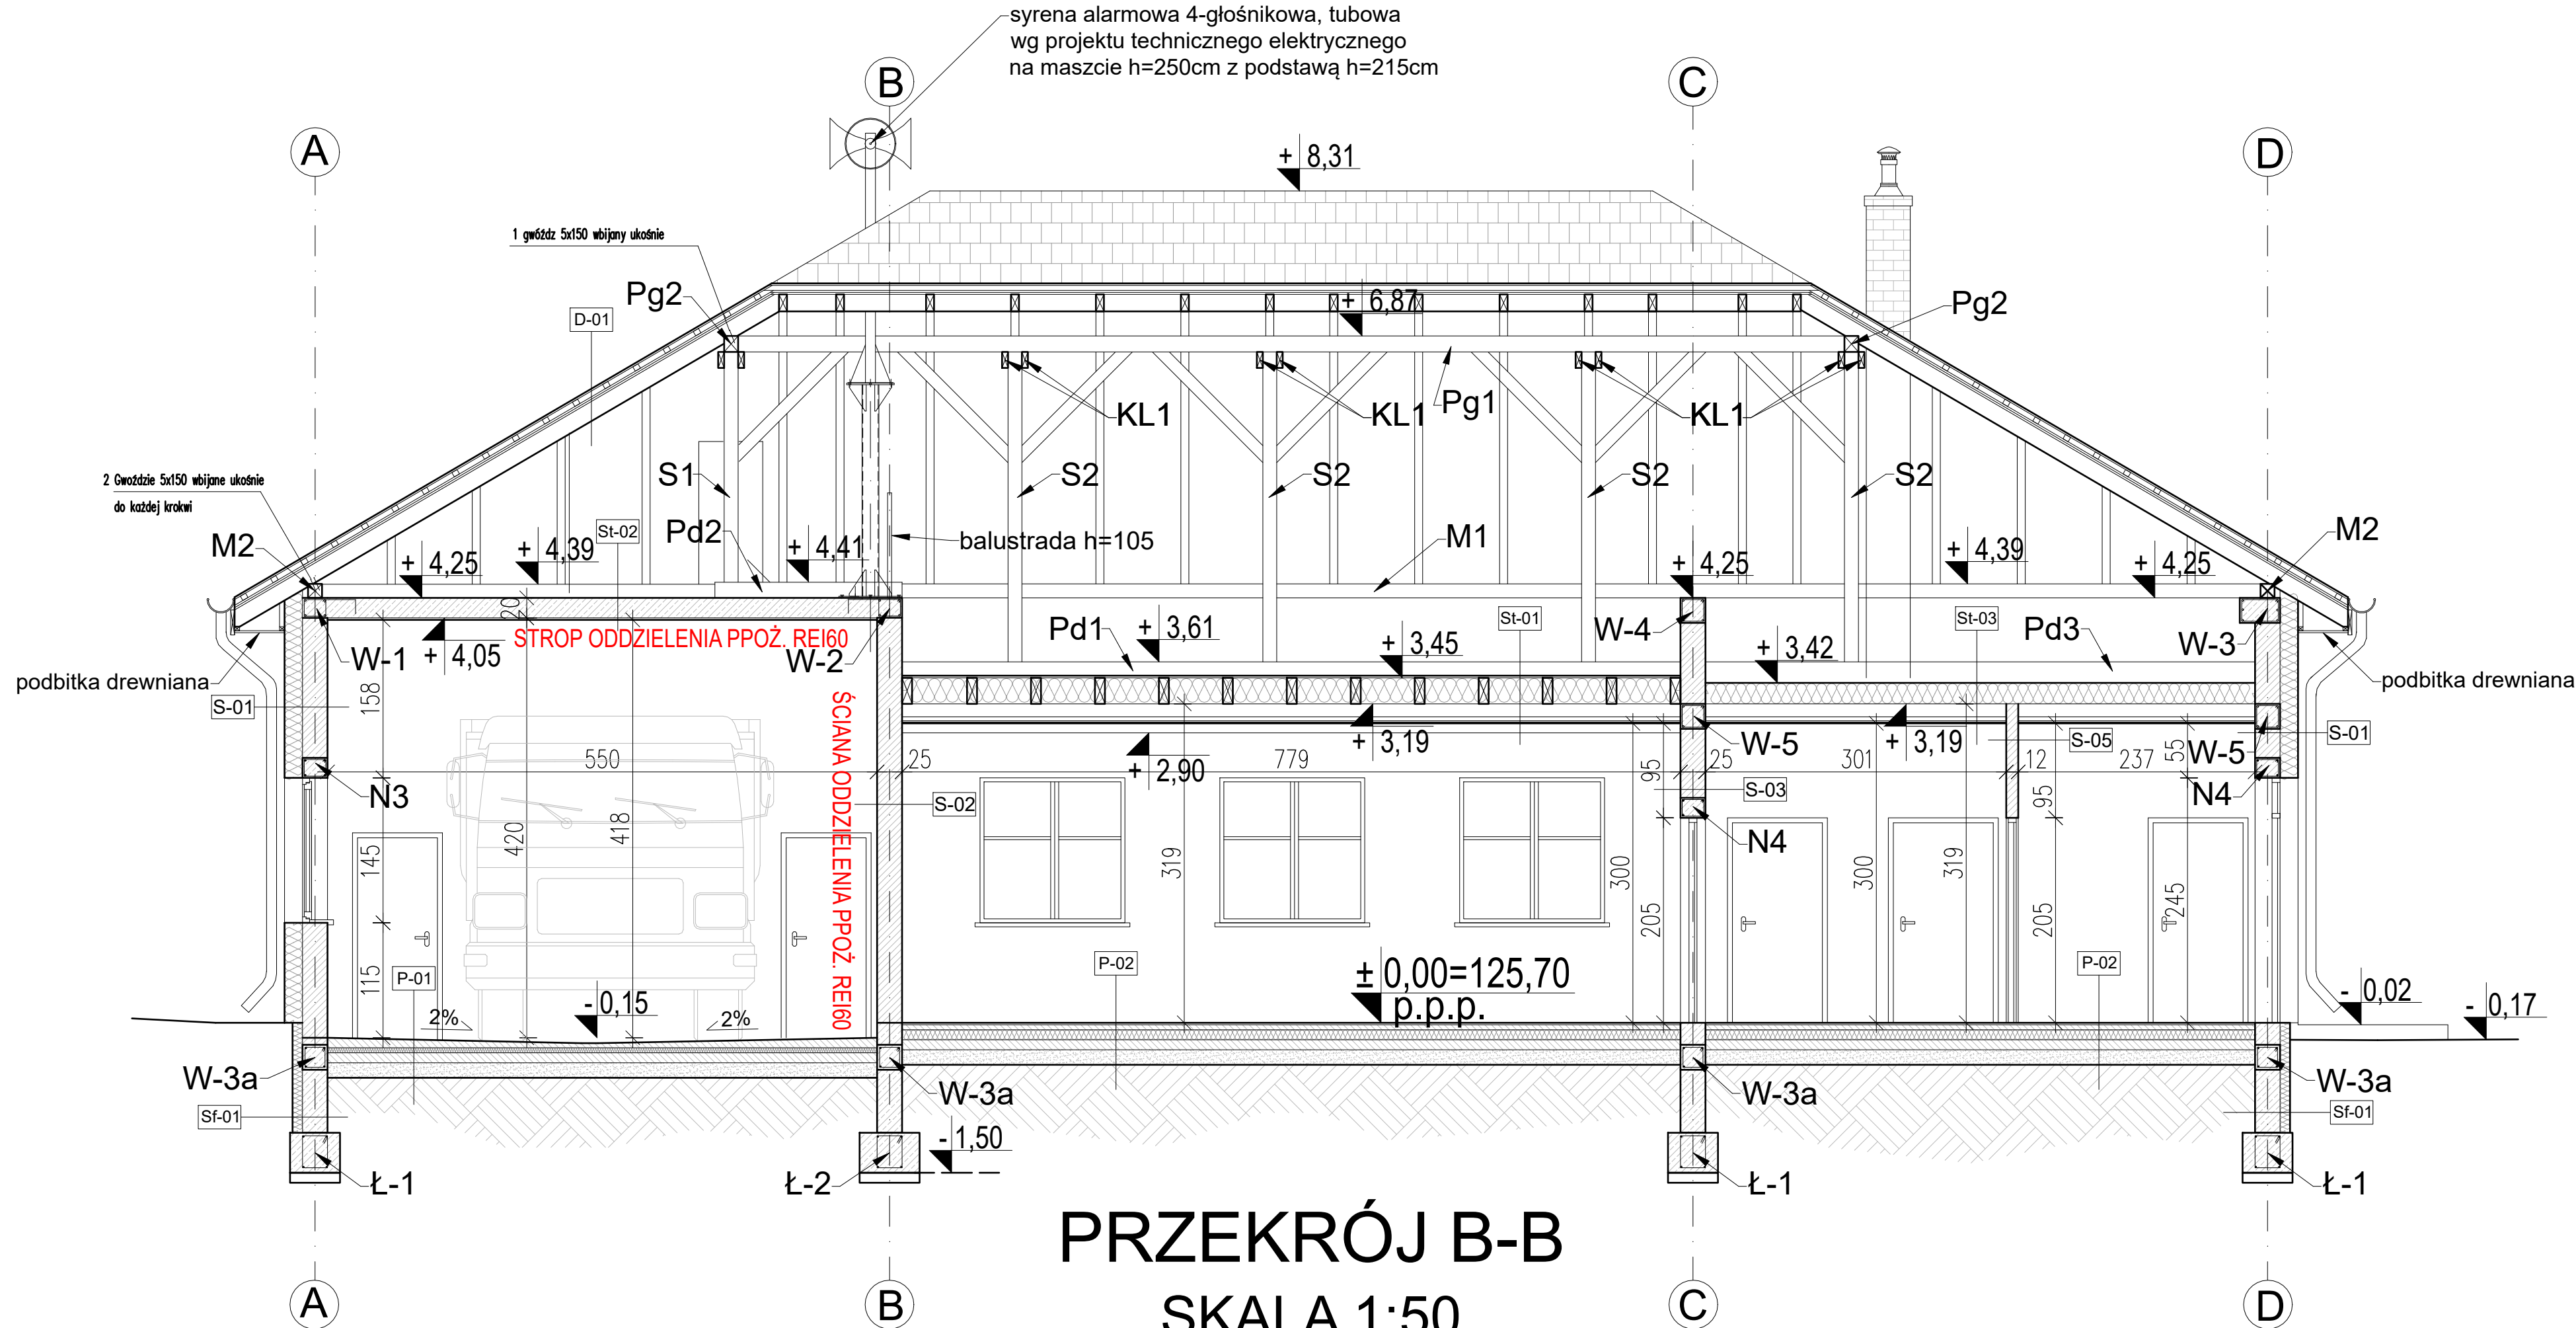 syrena alarmowa 4-głośnikowa, tubowa
wg projektu technicznego elektrycznego
na maszcie h=250cm z podstawą h=215cm
A
B
C
D
+ 8,31
1 gwóźdz 5x150 wbijany ukośnie
Pg2
D-01
+ 6,87
Pg2
KL1
KL1
Pg1
KL1
2 Gwoździe 5x150 wbijane ukośnie
do każdej krokwi
S1
S2
S2
S2
S2
M2
+ 4,25
+ 4,39
St-02
Pd2
+ 4,41
balustrada h=105
M1
+ 4,25
+ 4,39
+ 4,25
M2
20
STROP ODDZIELENIA PPOŻ. REI60
W-1
+ 4,05
W-2
Pd1
+ 3,61
+ 3,45
St-01
W-4
+ 3,42
St-03
Pd3
W-3
podbitka drewniana
podbitka drewniana
S-01
158
ŚCIANA ODDZIELENIA PPOŻ. REI60
550
25
+ 2,90
779
+ 3,19
W-5
25
301
+ 3,19
12
S-05
237
55
W-5
S-01
N3
S-02
95
S-03
N4
95
N4
145
420
418
319
300
205
300
319
205
245
115
P-01
2%
- 0,15
2%
P-02
± 0,00=125,70
p.p.p.
P-02
- 0,02
- 0,17
W-3a
W-3a
W-3a
W-3a
Sf-01
Sf-01
- 1,50
Ł-1
Ł-2
Ł-1
Ł-1
PRZEKRÓJ B-B
SKALA 1:50
A
B
C
D